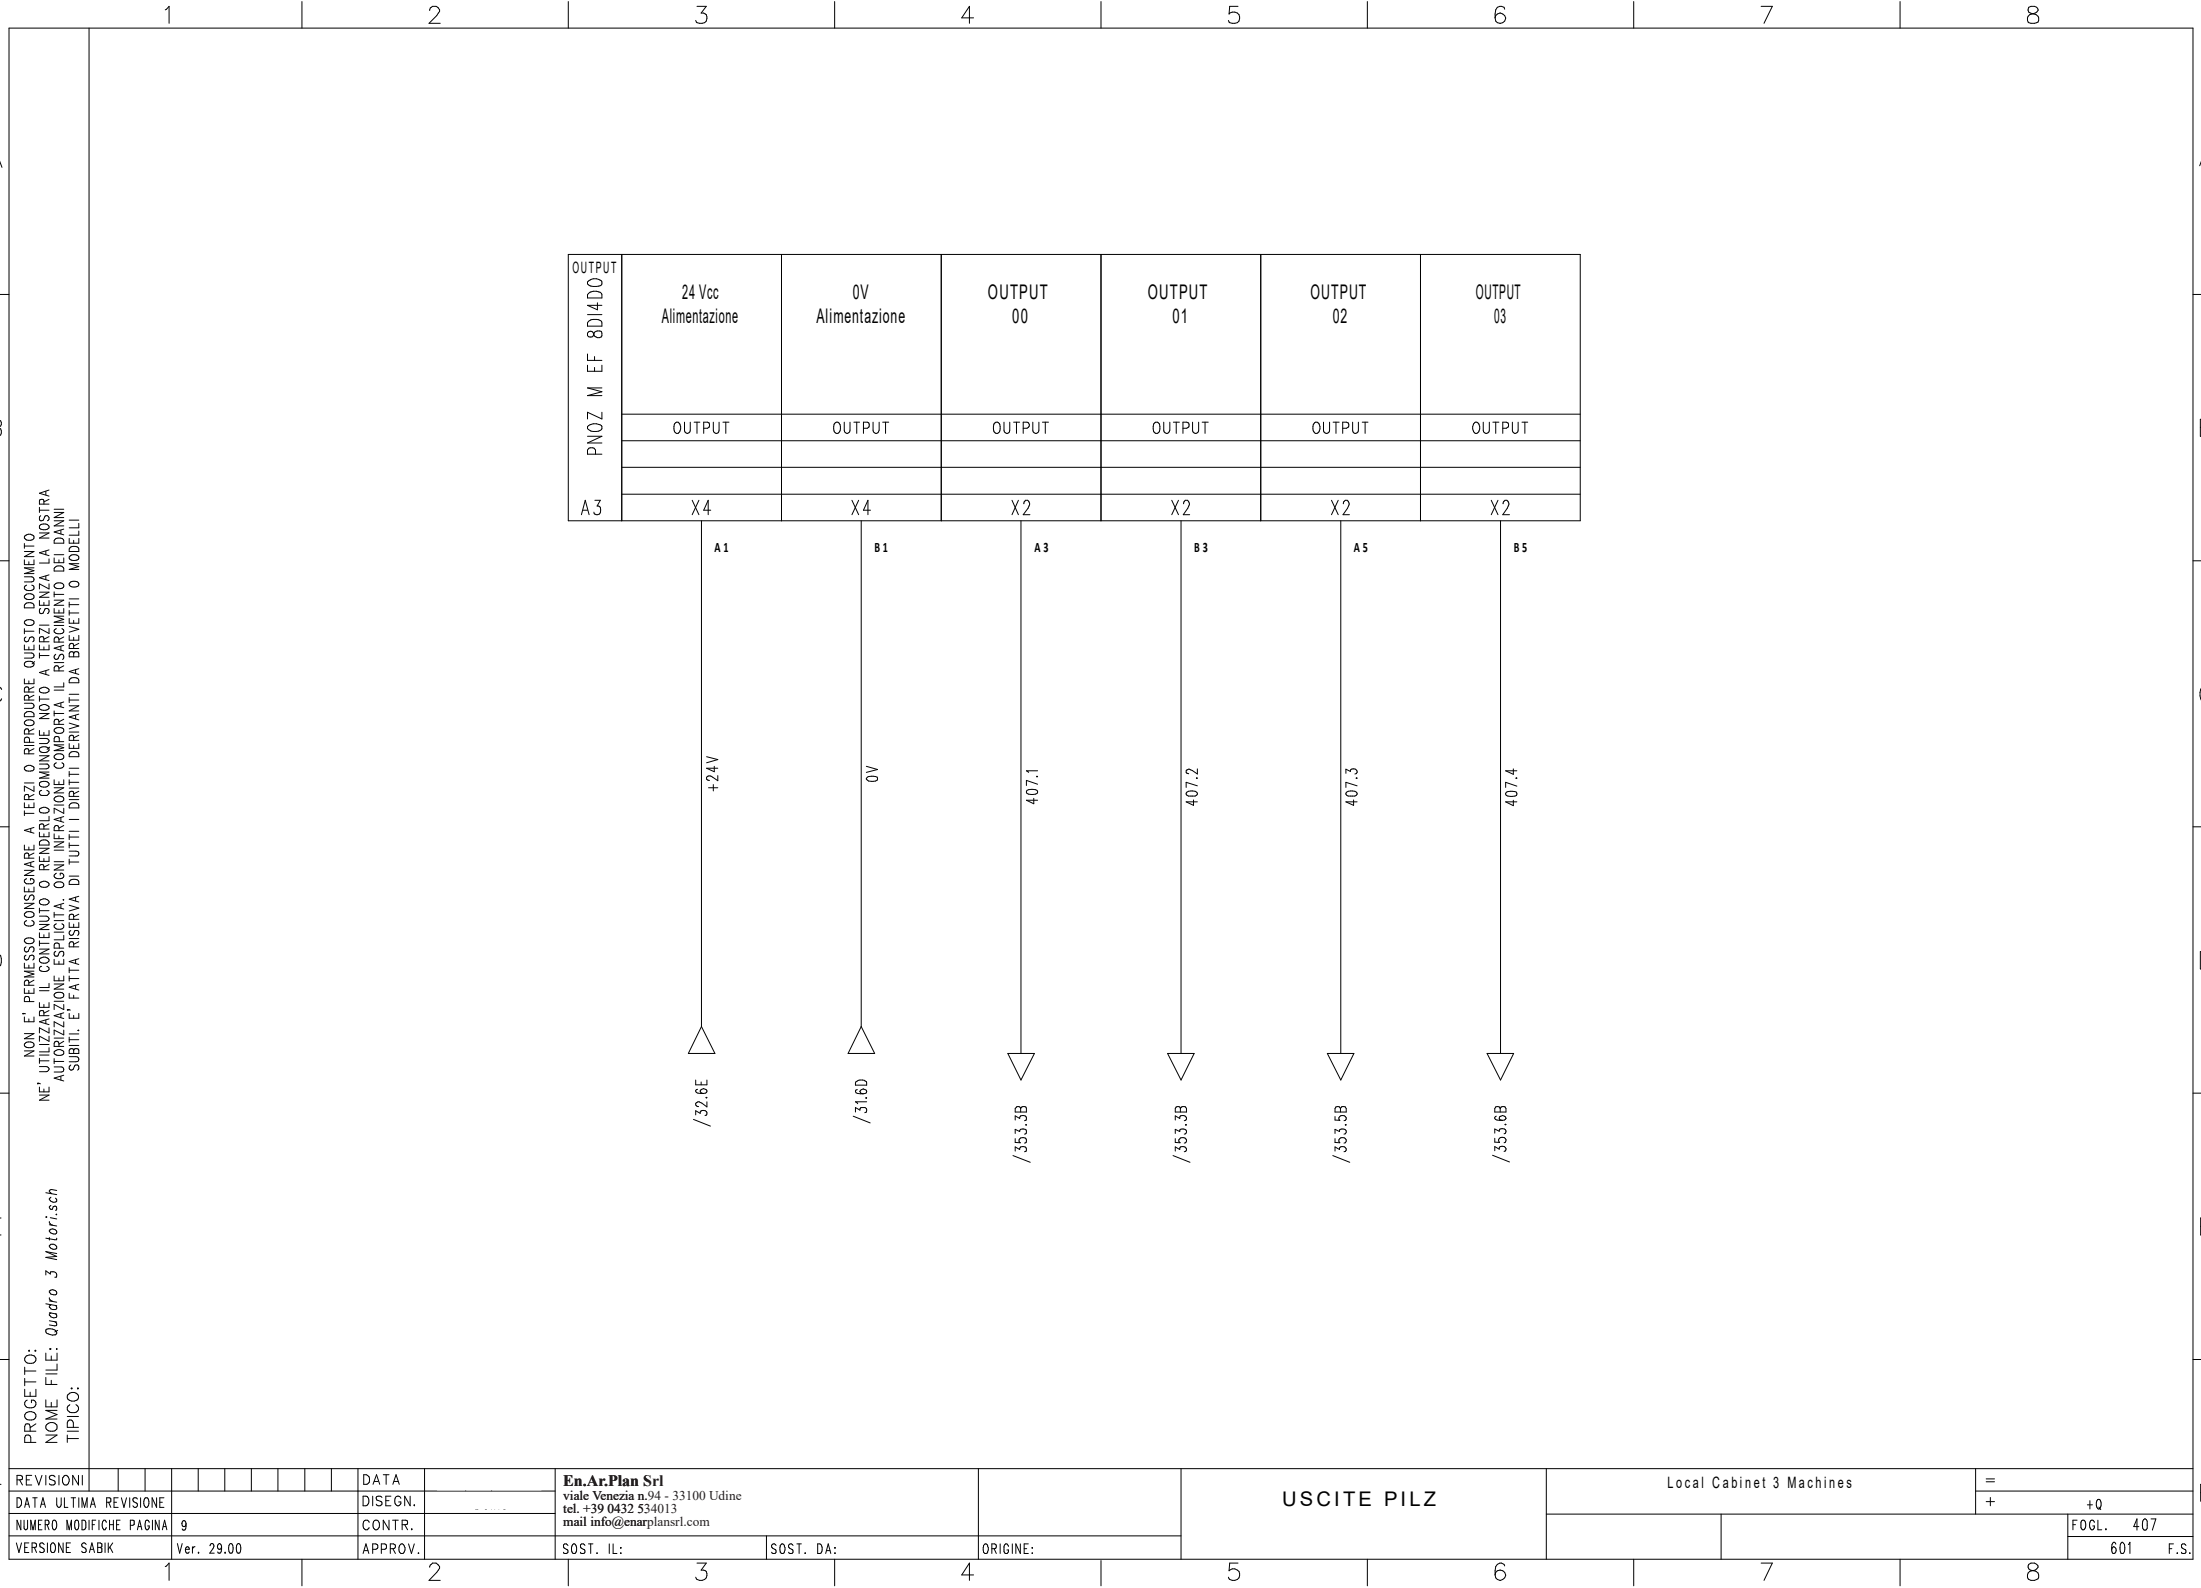 1 2 3 4 5 6 7 8
OUTPUT
PNOZ M EF 8DI4DO
A3
24 Vcc
Alimentazione
0V
Alimentazione
OUTPUT
00
OUTPUT
01
OUTPUT
02
OUTPUT
03
OUTPUT OUTPUT OUTPUT OUTPUT OUTPUT OUTPUT
X4 X4 X2 X2 X2 X2
A1 B1 A3 B3 A5 B5
+24V 0V 407.1 407.2 407.3 407.4
/32.6E /31.6D /353.3B /353.3B /353.5B /353.6B
NON E' PERMESSO CONSEGNARE A TERZI O RIPRODURRE QUESTO DOCUMENTO
NE' UTILIZZARE IL CONTENUTO O RENDERLO COMUNQUE NOTO A TERZI SENZA LA NOSTRA
AUTORIZZAZIONE ESPLICITA. OGNI INFRAZIONE COMPORTA IL RISARCIMENTO DEI DANNI
SUBITI. E' FATTA RISERVA DI TUTTI I DIRITTI DERIVANTI DA BREVETTI O MODELLI
PROGETTO:
NOME FILE: Quadro 3 Motori.sch
TIPICO:
REVISIONI
DATA ULTIMA REVISIONE
NUMERO MODIFICHE PAGINA 9
VERSIONE SABIK Ver. 29.00
DATA
DISEGN.
CONTR.
APPROV.
En.Ar.Plan Srl
viale Venezia n.94 - 33100 Udine
tel. +39 0432 534013
mail info@enarplansrl.com
SOST. IL: SOST. DA: ORIGINE:
USCITE PILZ
Local Cabinet 3 Machines
=
+ +Q
FOGL. 407
601 F.S.
1 2 3 4 5 6 7 8